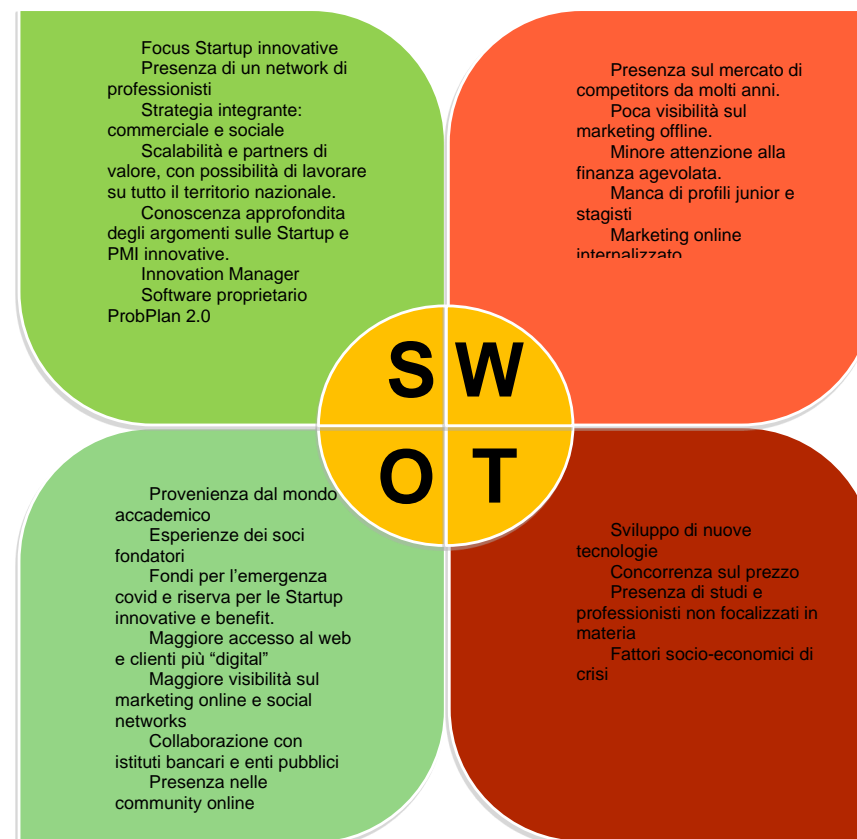 Focus Startup innovative
Presenza di un network di
professionisti
Strategia integrante:
commerciale e sociale
Scalabilità e partners di
valore, con possibilità di lavorare
su tutto il territorio nazionale.
Conoscenza approfondita
degli argomenti sulle Startup e
PMI innovative.
Innovation Manager
Software proprietario
ProbPlan 2.0
Presenza sul mercato di
competitors da molti anni.
Poca visibilità sul
marketing offline.
Minore attenzione alla
finanza agevolata.
Manca di profili junior e
stagisti
Marketing online
internalizzato
S W
O T
Provenienza dal mondo
accademico
Esperienze dei soci
fondatori
Fondi per l’emergenza
covid e riserva per le Startup
innovative e benefit.
Maggiore accesso al web
e clienti più “digital”
Maggiore visibilità sul
marketing online e social
networks
Collaborazione con
istituti bancari e enti pubblici
Presenza nelle
community online
Sviluppo di nuove
tecnologie
Concorrenza sul prezzo
Presenza di studi e
professionisti non focalizzati in
materia
Fattori socio-economici di
crisi